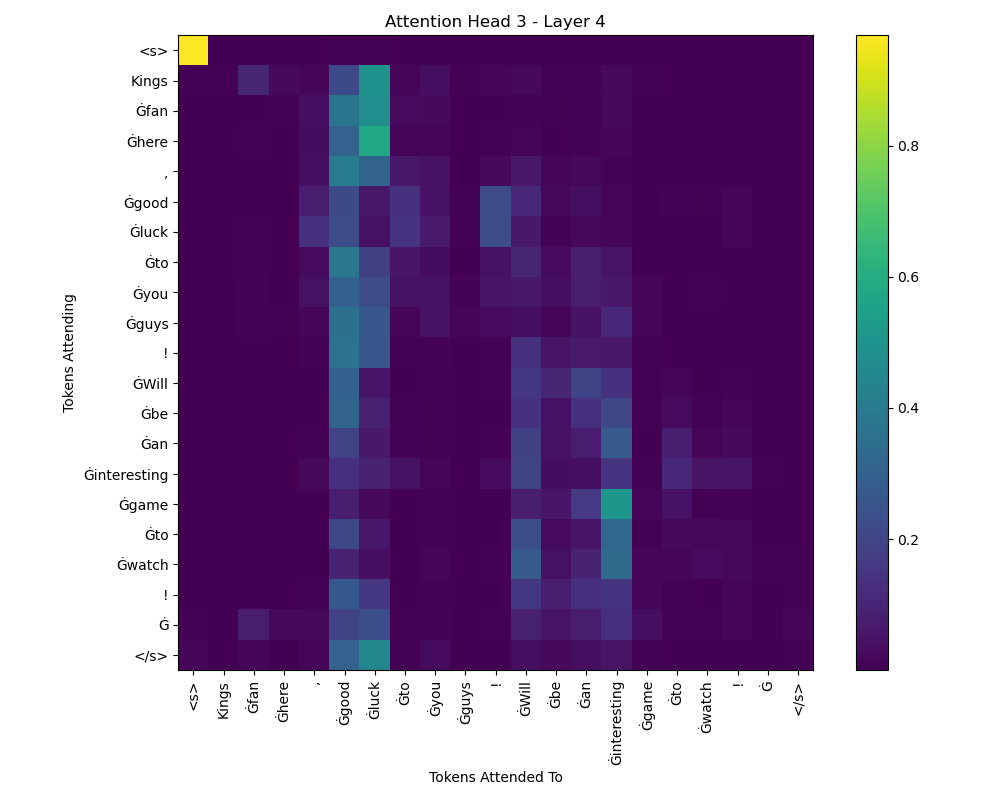 Attention Head 3 - Layer 4
<s>
Kings
Ġfan
Ġhere
,
Ġgood
Ġluck
Ġto
Ġyou
Ġguys
!
ĠWill
Ġbe
Ġan
Ġinteresting
Ġgame
Ġto
Ġwatch
!
Ġ
</s>
Tokens Attending
<s>
Kings
Ġfan
Ġhere
,
Ġgood
Ġluck
Ġto
Ġyou
Ġguys
!
ĠWill
Ġbe
Ġan
Ġinteresting
Ġgame
Ġto
Ġwatch
!
Ġ
</s>
Tokens Attended To
0.8
0.6
0.4
0.2